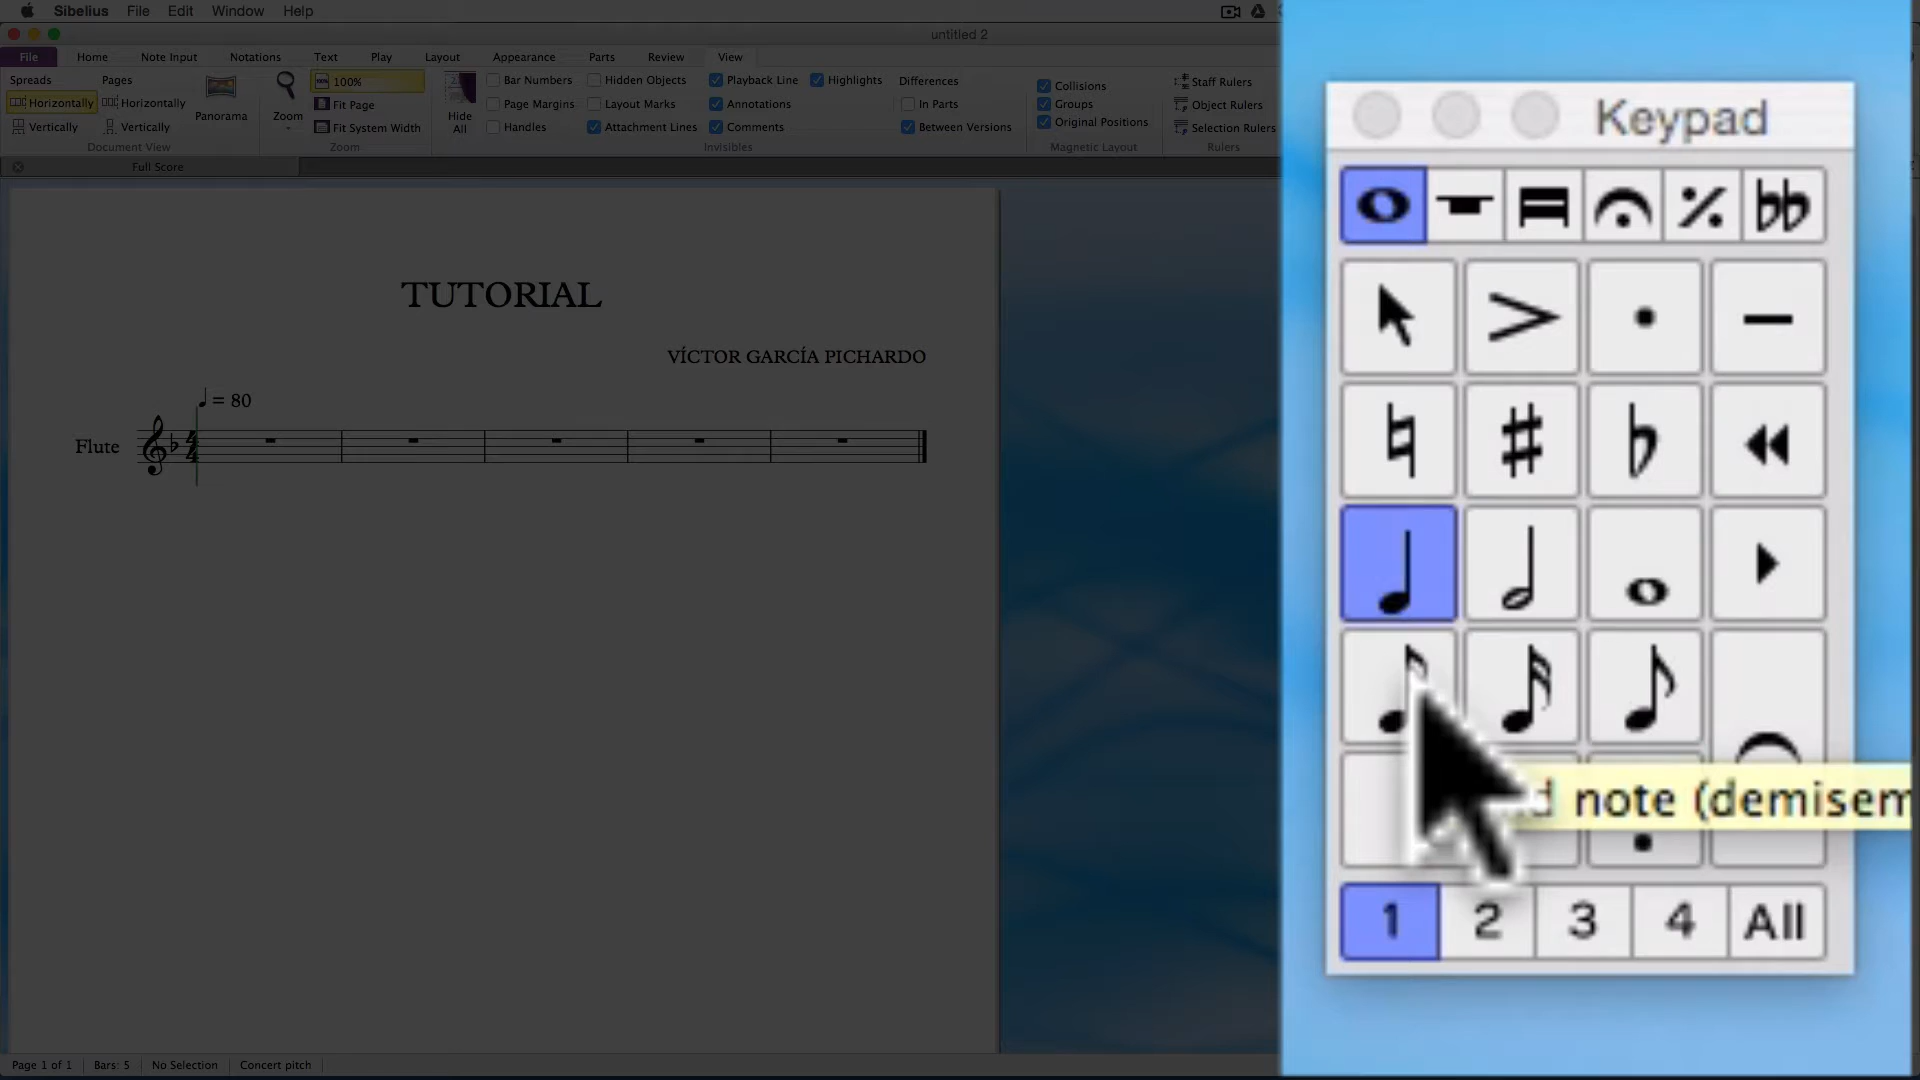 Sibelius File Edit Window Help
untitled 2
File Home Note Input Notations Text Play Layout Appearance Parts Review View
Spreads Pages 100% Bar Numbers Hidden Objects Playback Line Highlights Differences Collisions Staff Rulers
Horizontally Horizontally Fit Page Page Margins Layout Marks Annotations In Parts Groups Object Rulers
Vertically Vertically Panorama Zoom Fit System Width Hide All Handles Attachment Lines Comments Between Versions Original Positions Selection Rulers
Document View Zoom Invisibles Magnetic Layout Rulers
Full Score
TUTORIAL
VÍCTOR GARCÍA PICHARDO
= 80
Flute
Page 1 of 1 Bars: 5 No Selection Concert pitch
Keypad
note (demisem
1 2 3 4 All